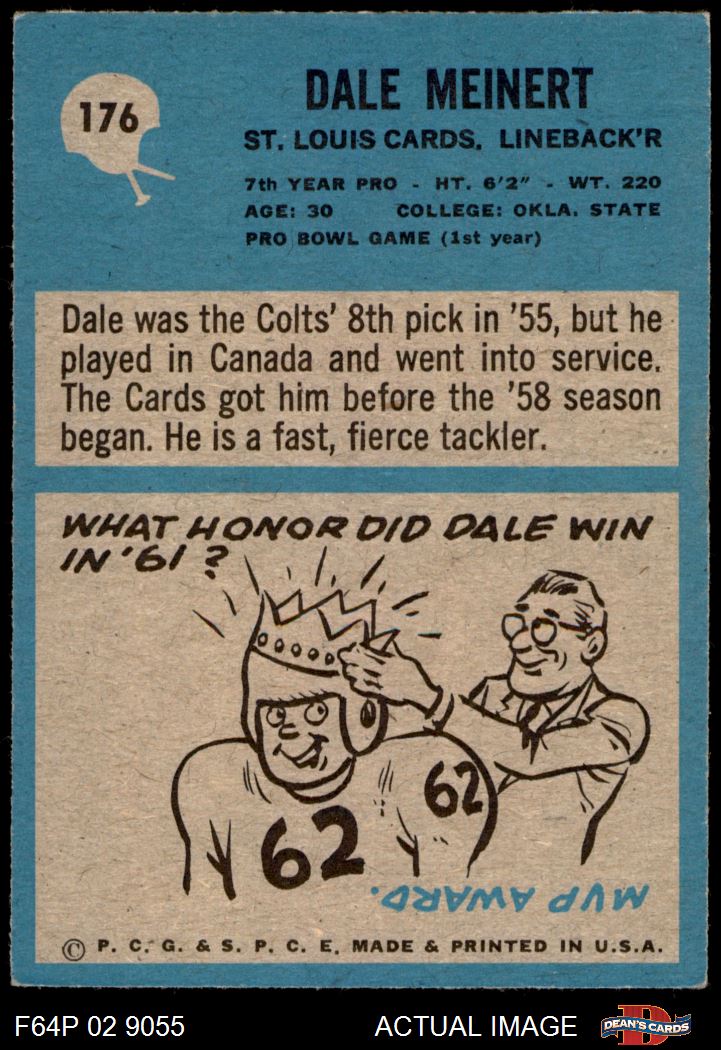 176
DALE MEINERT
ST. LOUIS CARDS. LINEBACK'R
7th YEAR PRO - HT. 6'2" - WT. 220
AGE: 30 COLLEGE: OKLA. STATE
PRO BOWL GAME (1st year)
Dale was the Colts' 8th pick in '55, but he
played in Canada and went into service.
The Cards got him before the '58 season
began. He is a fast, fierce tackler.
WHAT HONOR DID DALE WIN
IN '61?
62
62
MVP AWARD.
© P. C. G. & S. P. C. E. MADE & PRINTED IN U.S.A.
F64P 02 9055 ACTUAL IMAGE
D
DEAN'S CARDS